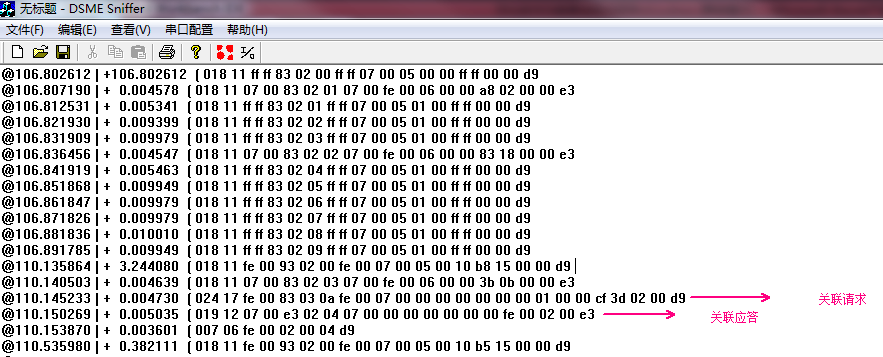 无标题 - DSME Sniffer
文件(F) 编辑(E) 查看(V) 串口配置 帮助(H)
@106.802612 | +106.802612 ( 018 11 ff ff 83 02 00 ff ff 07 00 05 00 00 ff ff 00 00 d9
@106.807190 | + 0.004578 ( 018 11 07 00 83 02 01 07 00 fe 00 06 00 00 a8 02 00 00 e3
@106.812531 | + 0.005341 ( 018 11 ff ff 83 02 01 ff ff 07 00 05 01 00 ff ff 00 00 d9
@106.821930 | + 0.009399 ( 018 11 ff ff 83 02 02 ff ff 07 00 05 01 00 ff ff 00 00 d9
@106.831909 | + 0.009979 ( 018 11 ff ff 83 02 03 ff ff 07 00 05 01 00 ff ff 00 00 d9
@106.836456 | + 0.004547 ( 018 11 07 00 83 02 02 07 00 fe 00 06 00 00 83 18 00 00 e3
@106.841919 | + 0.005463 ( 018 11 ff ff 83 02 04 ff ff 07 00 05 01 00 ff ff 00 00 d9
@106.851868 | + 0.009949 ( 018 11 ff ff 83 02 05 ff ff 07 00 05 01 00 ff ff 00 00 d9
@106.861847 | + 0.009979 ( 018 11 ff ff 83 02 06 ff ff 07 00 05 01 00 ff ff 00 00 d9
@106.871826 | + 0.009979 ( 018 11 ff ff 83 02 07 ff ff 07 00 05 01 00 ff ff 00 00 d9
@106.881836 | + 0.010010 ( 018 11 ff ff 83 02 08 ff ff 07 00 05 01 00 ff ff 00 00 d9
@106.891785 | + 0.009949 ( 018 11 ff ff 83 02 09 ff ff 07 00 05 01 00 ff ff 00 00 d9
@110.135864 | + 3.244080 ( 018 11 fe 00 93 02 00 fe 00 07 00 05 00 10 b8 15 00 00 d9
@110.140503 | + 0.004639 ( 018 11 07 00 83 02 03 07 00 fe 00 06 00 00 3b 0b 00 00 e3
@110.145233 | + 0.004730 ( 024 17 fe 00 83 03 0a fe 00 07 00 00 00 00 00 00 00 00 01 00 00 cf 3d 02 00 d9 关联请求
@110.150269 | + 0.005035 ( 019 12 07 00 e3 02 04 07 00 00 00 00 00 00 00 fe 00 02 00 e3 关联应答
@110.153870 | + 0.003601 ( 007 06 fe 02 00 04 d9
@110.535980 | + 0.382111 ( 018 11 fe 00 93 02 00 fe 00 07 00 05 00 10 b5 15 00 00 d9